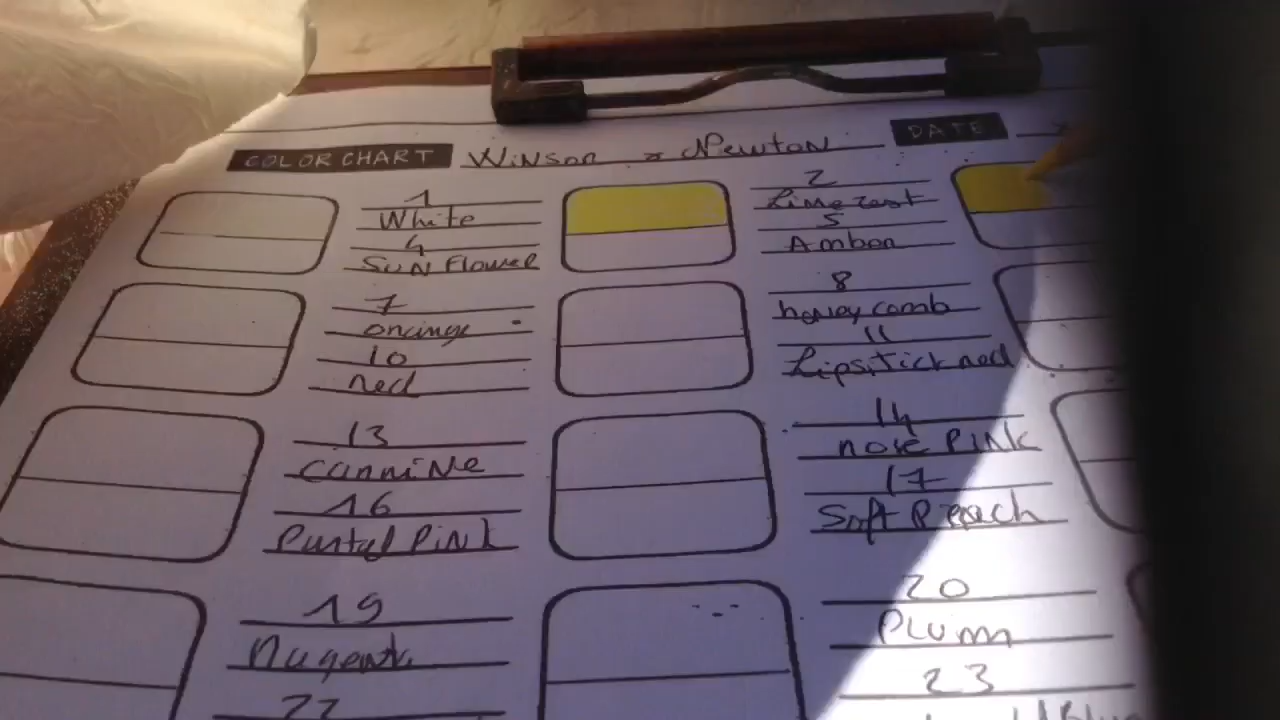 COLOR CHART Winson & Newton DATE
1
White
4
Sun flower
2
Lime zest
5
Amber
7
orange
10
red
8
honey comb
11
Lipstick red
13
carmine
16
Pastel Pink
14
rose Pink
17
Soft Peach
19
20
Plum
22
23